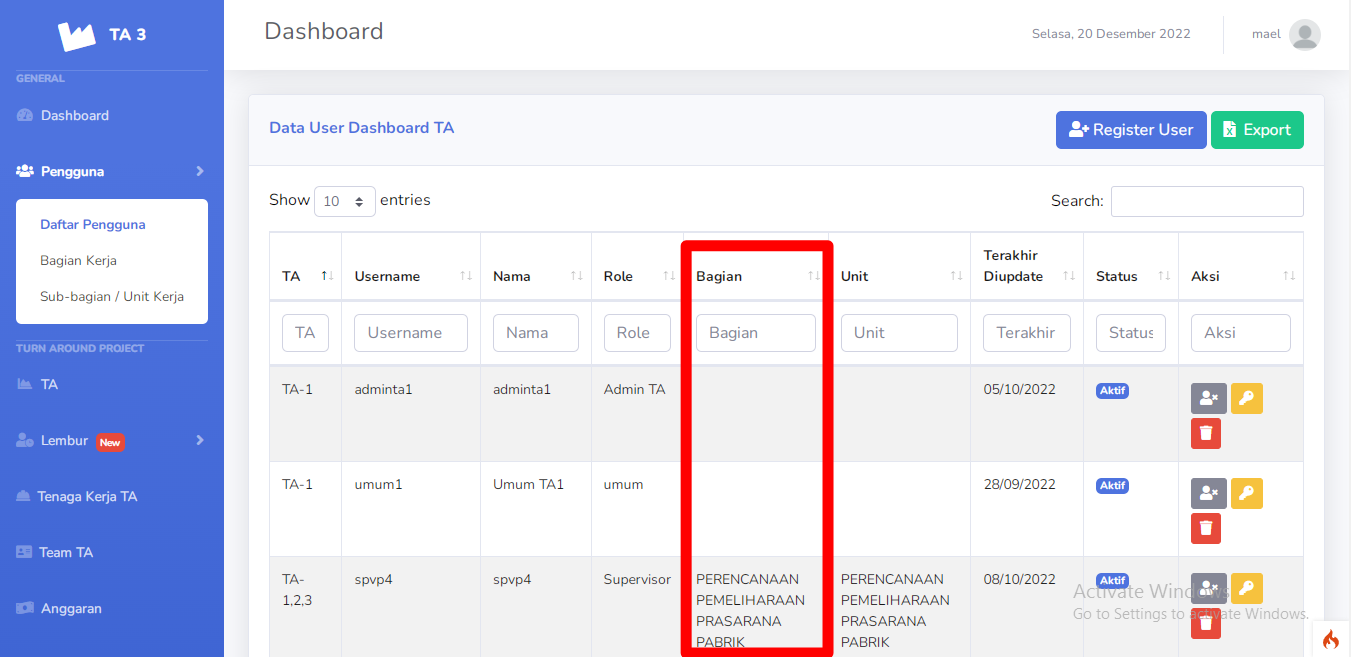 TA 3
Dashboard
Selasa, 20 Desember 2022
mael
GENERAL
Dashboard
Pengguna
Daftar Pengguna
Bagian Kerja
Sub-bagian / Unit Kerja
TURN AROUND PROJECT
TA
Lembur New
Tenaga Kerja TA
Team TA
Anggaran
Data User Dashboard TA
Register User
Export
Show 10 entries
Search:
TA
Username
Nama
Role
Bagian
Unit
Terakhir
Diupdate
Status
Aksi
TA
Username
Nama
Role
Bagian
Unit
Terakhir
Status
Aksi
TA-1 adminta1 adminta1 Admin TA 05/10/2022 Aktif
TA-1 umum1 Umum TA1 umum 28/09/2022 Aktif
TA- spvp4 spvp4 Supervisor PERENCANAAN PERENCANAAN 08/10/2022 Aktif
1,2,3 PEMELIHARAAN PEMELIHARAAN
PRASARANA PRASARANA
PABRIK PABRIK
Activate Windows
Go to Settings to activate Windows.